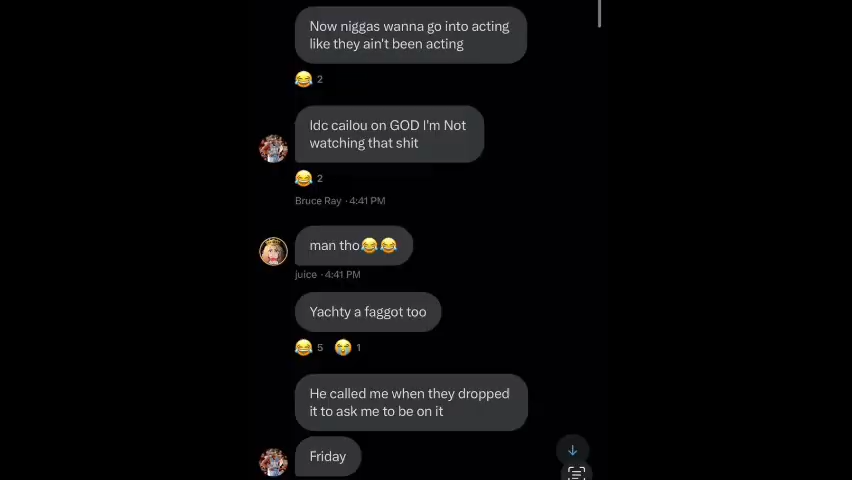 Now niggas wanna go into acting
like they ain't been acting
😂 2
Idc cailou on GOD I'm Not
watching that shit
😂 2
Bruce Ray · 4:41 PM
man tho😂😂
juice · 4:41 PM
Yachty a faggot too
😂 5 😭 1
He called me when they dropped
it to ask me to be on it
Friday